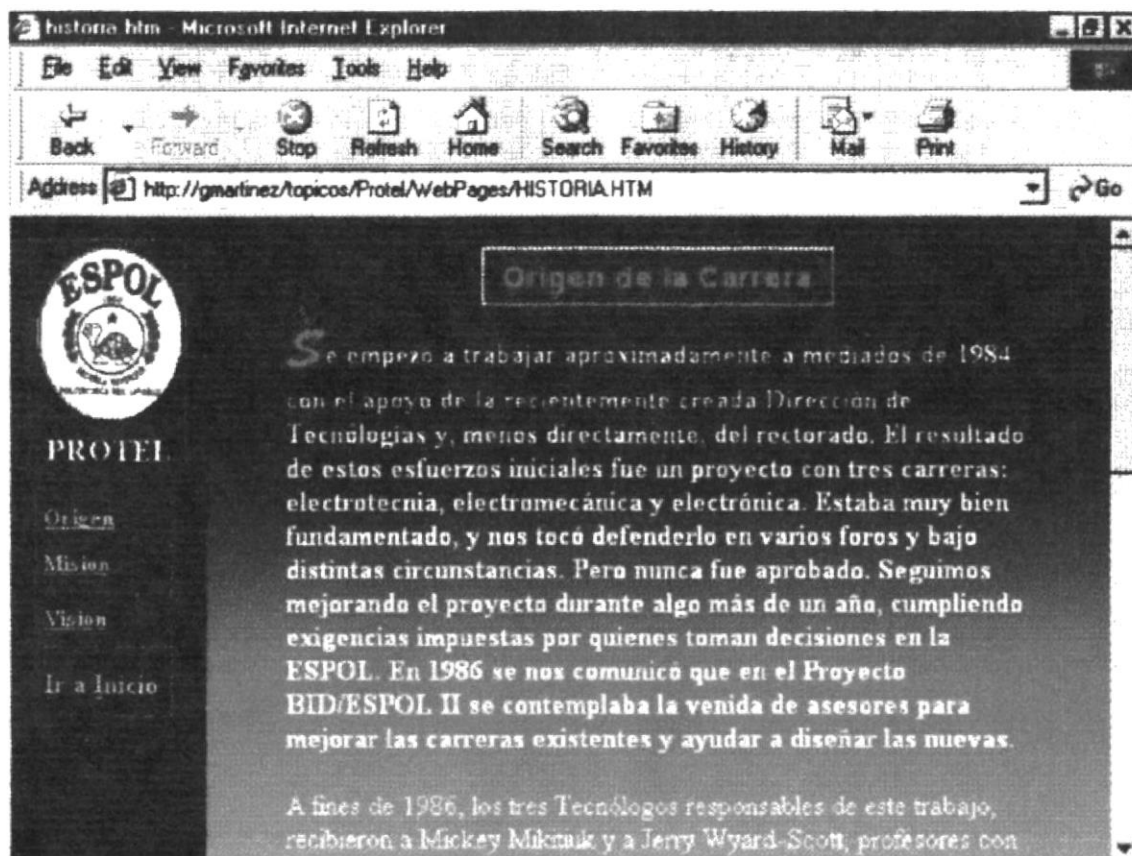 historia.htm - Microsoft Internet Explorer
File Edit View Favorites Tools Help
Back Forward Stop Refresh Home Search Favorites History Mail Print
Address http://gmartinez/topicos/Protel/WebPages/HISTORIA.HTM Go
ESPOL
PROTEL
Origen
Mision
Vision
Ir a Inicio
Origen de la Carrera
Se empezo a trabajar aproximadamente a mediados de 1984
con el apoyo de la recientemente creada Dirección de
Tecnologías y, menos directamente, del rectorado. El resultado
de estos esfuerzos iniciales fue un proyecto con tres carreras:
electrotecnia, electromecánica y electrónica. Estaba muy bien
fundamentado, y nos tocó defenderlo en varios foros y bajo
distintas circunstancias. Pero nunca fue aprobado. Seguimos
mejorando el proyecto durante algo más de un año, cumpliendo
exigencias impuestas por quienes toman decisiones en la
ESPOL. En 1986 se nos comunicó que en el Proyecto
BID/ESPOL II se contemplaba la venida de asesores para
mejorar las carreras existentes y ayudar a diseñar las nuevas.
A fines de 1986, los tres Tecnólogos responsables de este trabajo,
recibieron a Mickey y a Jerry Wyard-Scott, profesores con